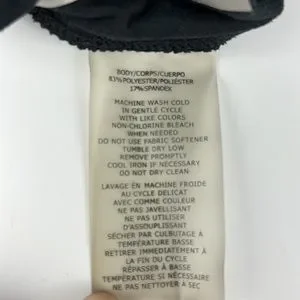 BODY/CORPS/CUERPO
83% POLYESTER/POLIÉSTER
17% SPANDEX
MACHINE WASH COLD
IN GENTLE CYCLE
WITH LIKE COLORS
NON-CHLORINE BLEACH
WHEN NEEDED
DO NOT USE FABRIC SOFTENER
TUMBLE DRY LOW
REMOVE PROMPTLY
COOL IRON IF NECESSARY
DO NOT DRY CLEAN
LAVAGE EN MACHINE FROIDE
AU CYCLE DELICAT
AVEC COMME COULEUR
NE PAS JAVELLISANT
NE PAS UTILISER
D'ASSOUPLISSANT
SÉCHER PAR CULBUTAGE À
TEMPÉRATURE BASSE
RETIRER IMMÉDIATEMENT À
LA FIN DU CYCLE
RÉPASSER À BASSE
TEMPÉRATURE SI NÉCESSAIRE
NE PAS NETTOYER À SEC